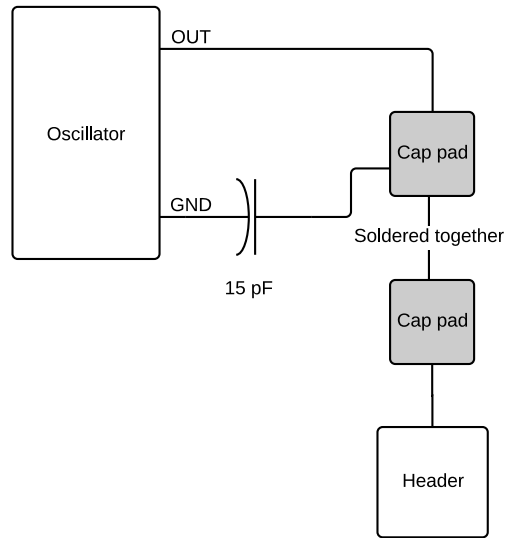 OUT
Oscillator
Cap pad
GND
Soldered together
15 pF
Cap pad
Header